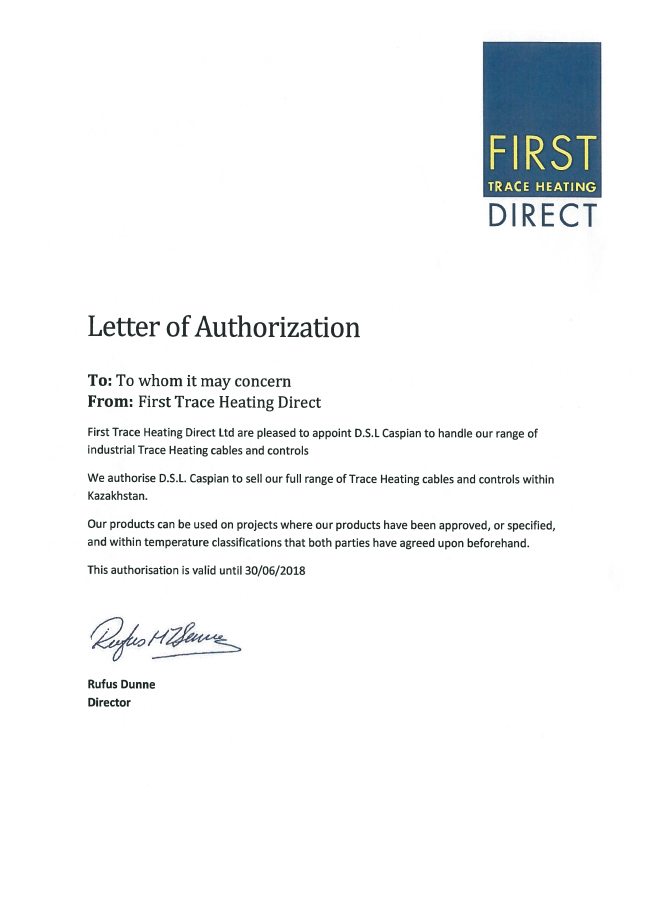 FIRST
TRACE HEATING
DIRECT
Letter of Authorization
To: To whom it may concern
From: First Trace Heating Direct
First Trace Heating Direct Ltd are pleased to appoint D.S.L Caspian to handle our range of
industrial Trace Heating cables and controls
We authorise D.S.L. Caspian to sell our full range of Trace Heating cables and controls within
Kazakhstan.
Our products can be used on projects where our products have been approved, or specified,
and within temperature classifications that both parties have agreed upon beforehand.
This authorisation is valid until 30/06/2018
Rufus Dunne
Rufus Dunne
Director